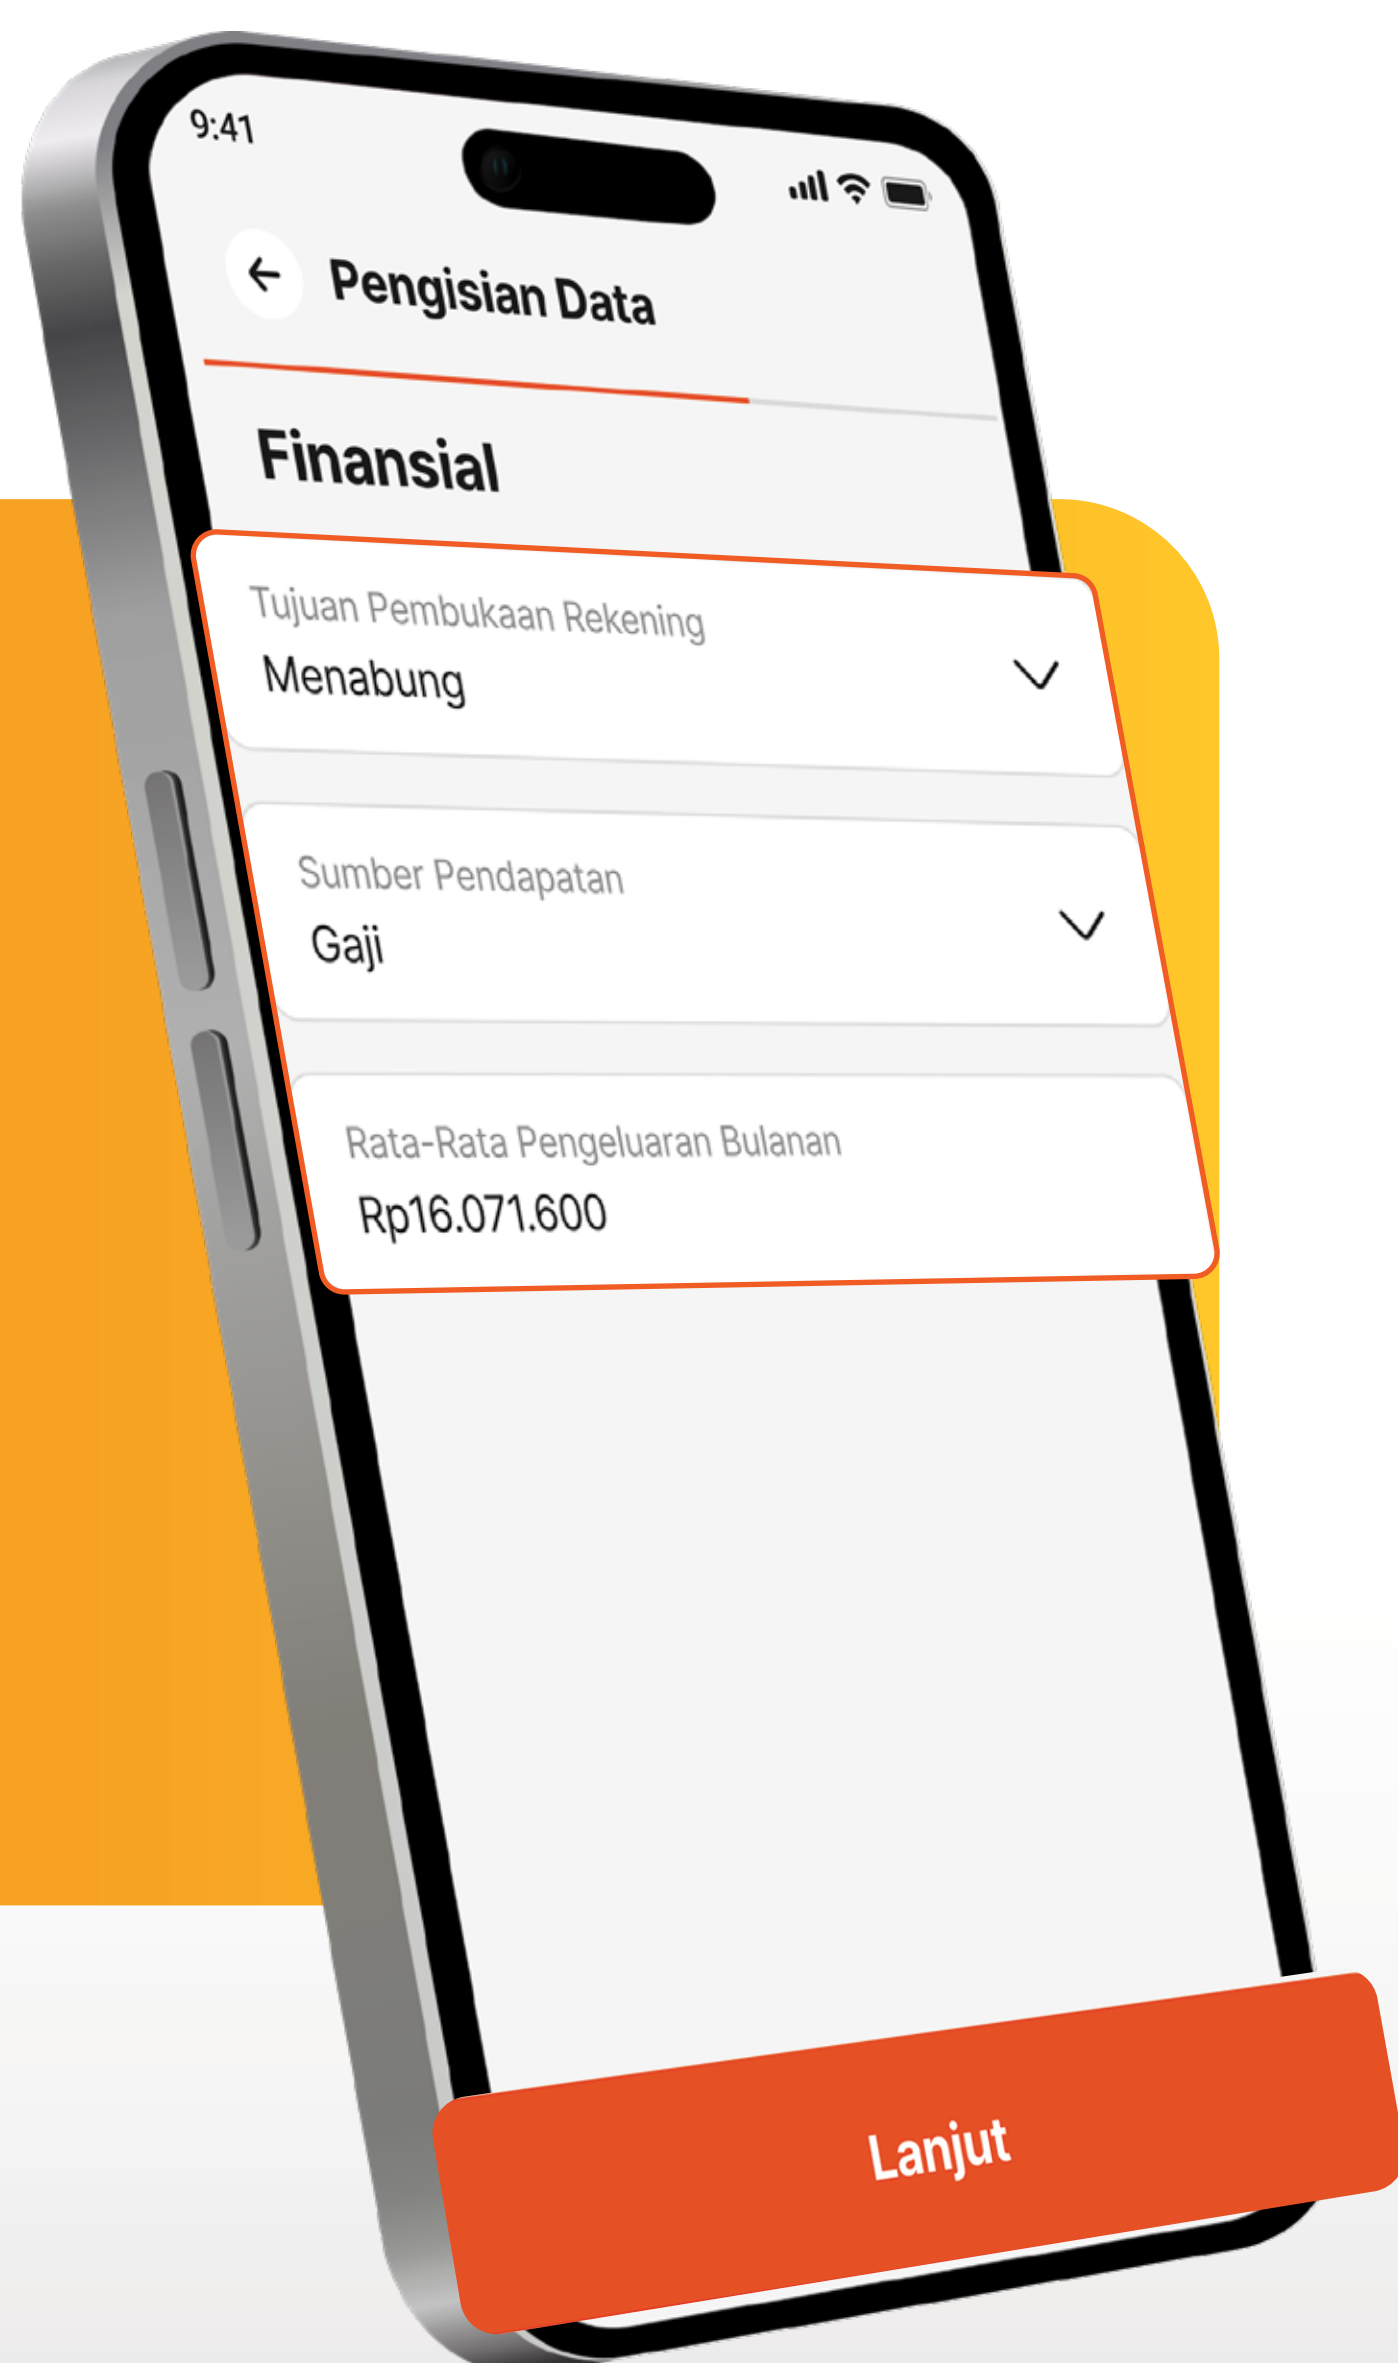 9:41
Pengisian Data
Finansial
Tujuan Pembukaan Rekening
Menabung
Sumber Pendapatan
Gaji
Rata-Rata Pengeluaran Bulanan
Rp16.071.600
Lanjut